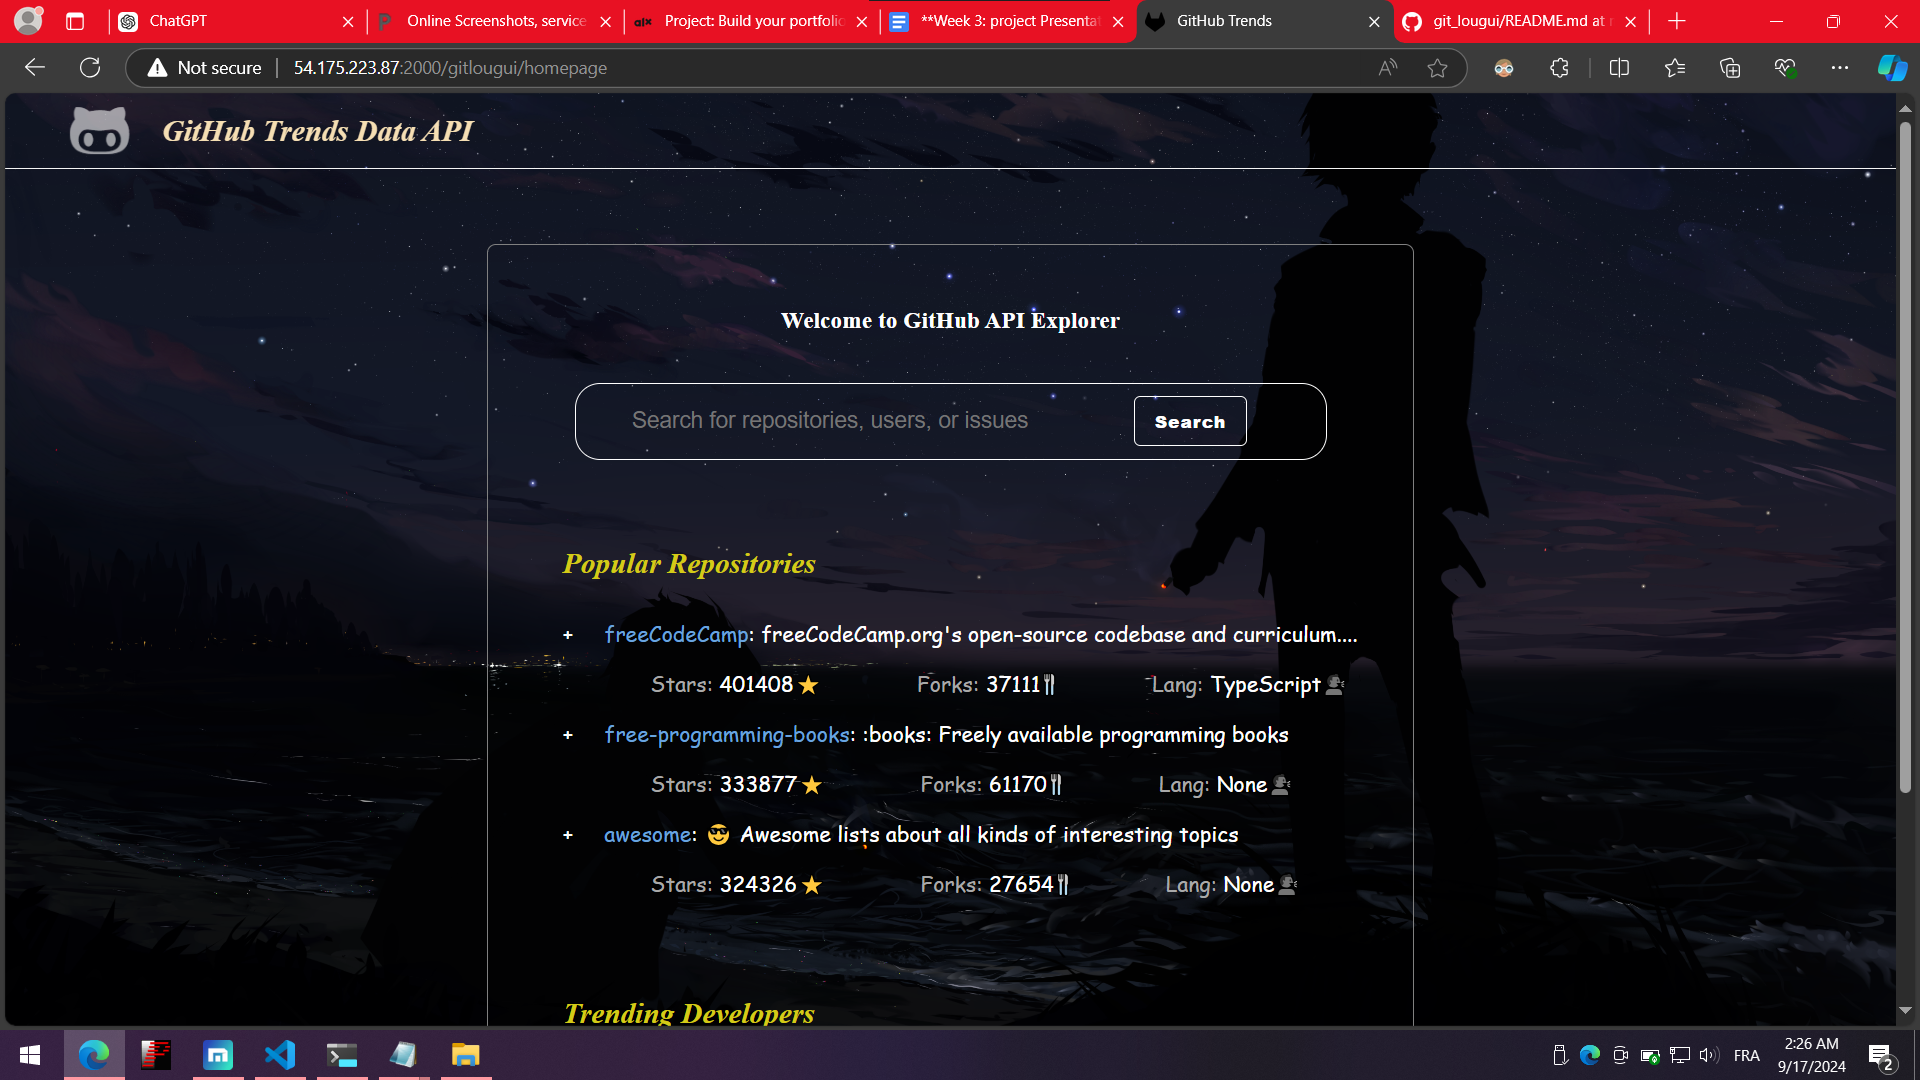 ChatGPT
Online Screenshots, service
alx
Project: Build your portfolio
**Week 3: project Presentat
GitHub Trends
git_lougui/README.md at
Not secure
54.175.223.87:2000/gitlougui/homepage
GitHub Trends Data API
Welcome to GitHub API Explorer
Search for repositories, users, or issues
Search
Popular Repositories
+ freeCodeCamp: freeCodeCamp.org's open-source codebase and curriculum....
Stars: 401408 Forks: 37111 Lang: TypeScript
+ free-programming-books: :books: Freely available programming books
Stars: 333877 Forks: 61170 Lang: None
+ awesome: 😎 Awesome lists about all kinds of interesting topics
Stars: 324326 Forks: 27654 Lang: None
Trending Developers
FRA
2:26 AM
9/17/2024
2